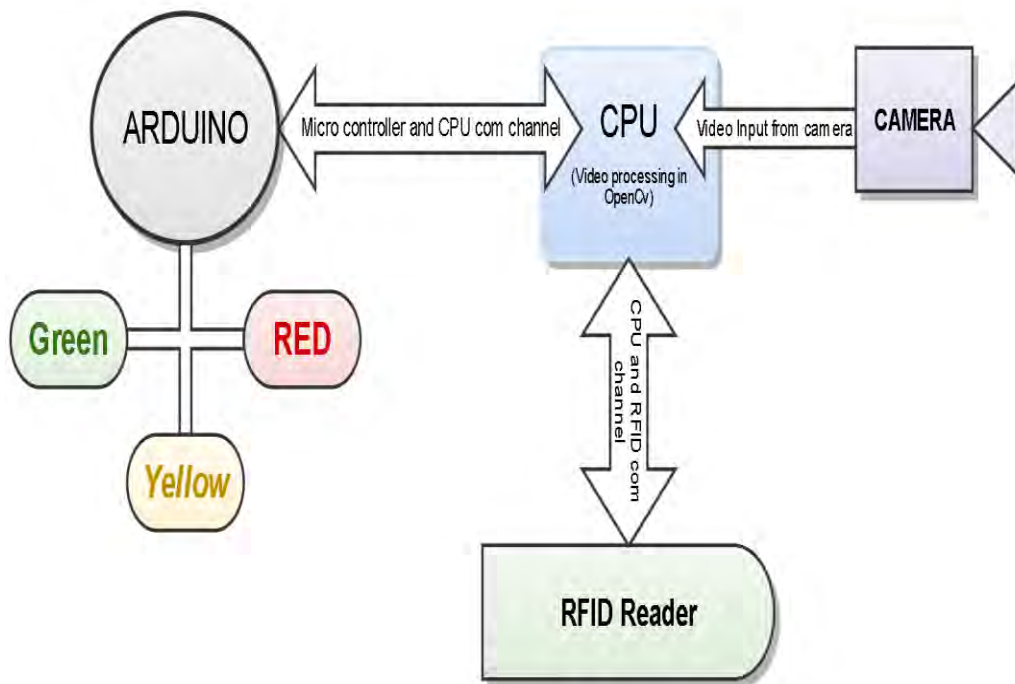 ARDUINO
Micro controller and CPU com channel
CPU
(Video processing in
OpenCv)
Video Input from camera
CAMERA
Green
RED
Yellow
CPU and RFID com
channel
RFID Reader